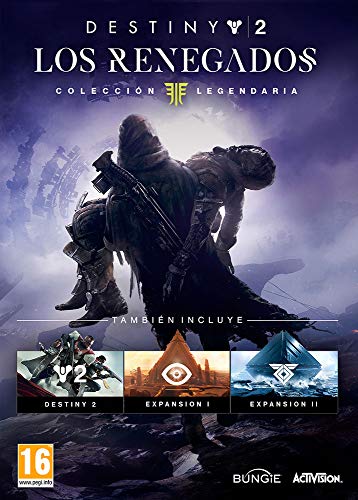 DESTINY 2
LOS RENEGADOS
COLECCIÓN LEGENDARIA
TAMBIÉN INCLUYE
2
DESTINY 2
EXPANSION I
EXPANSION II
16
www.pegi.info
BUNGIE ACTIVISION